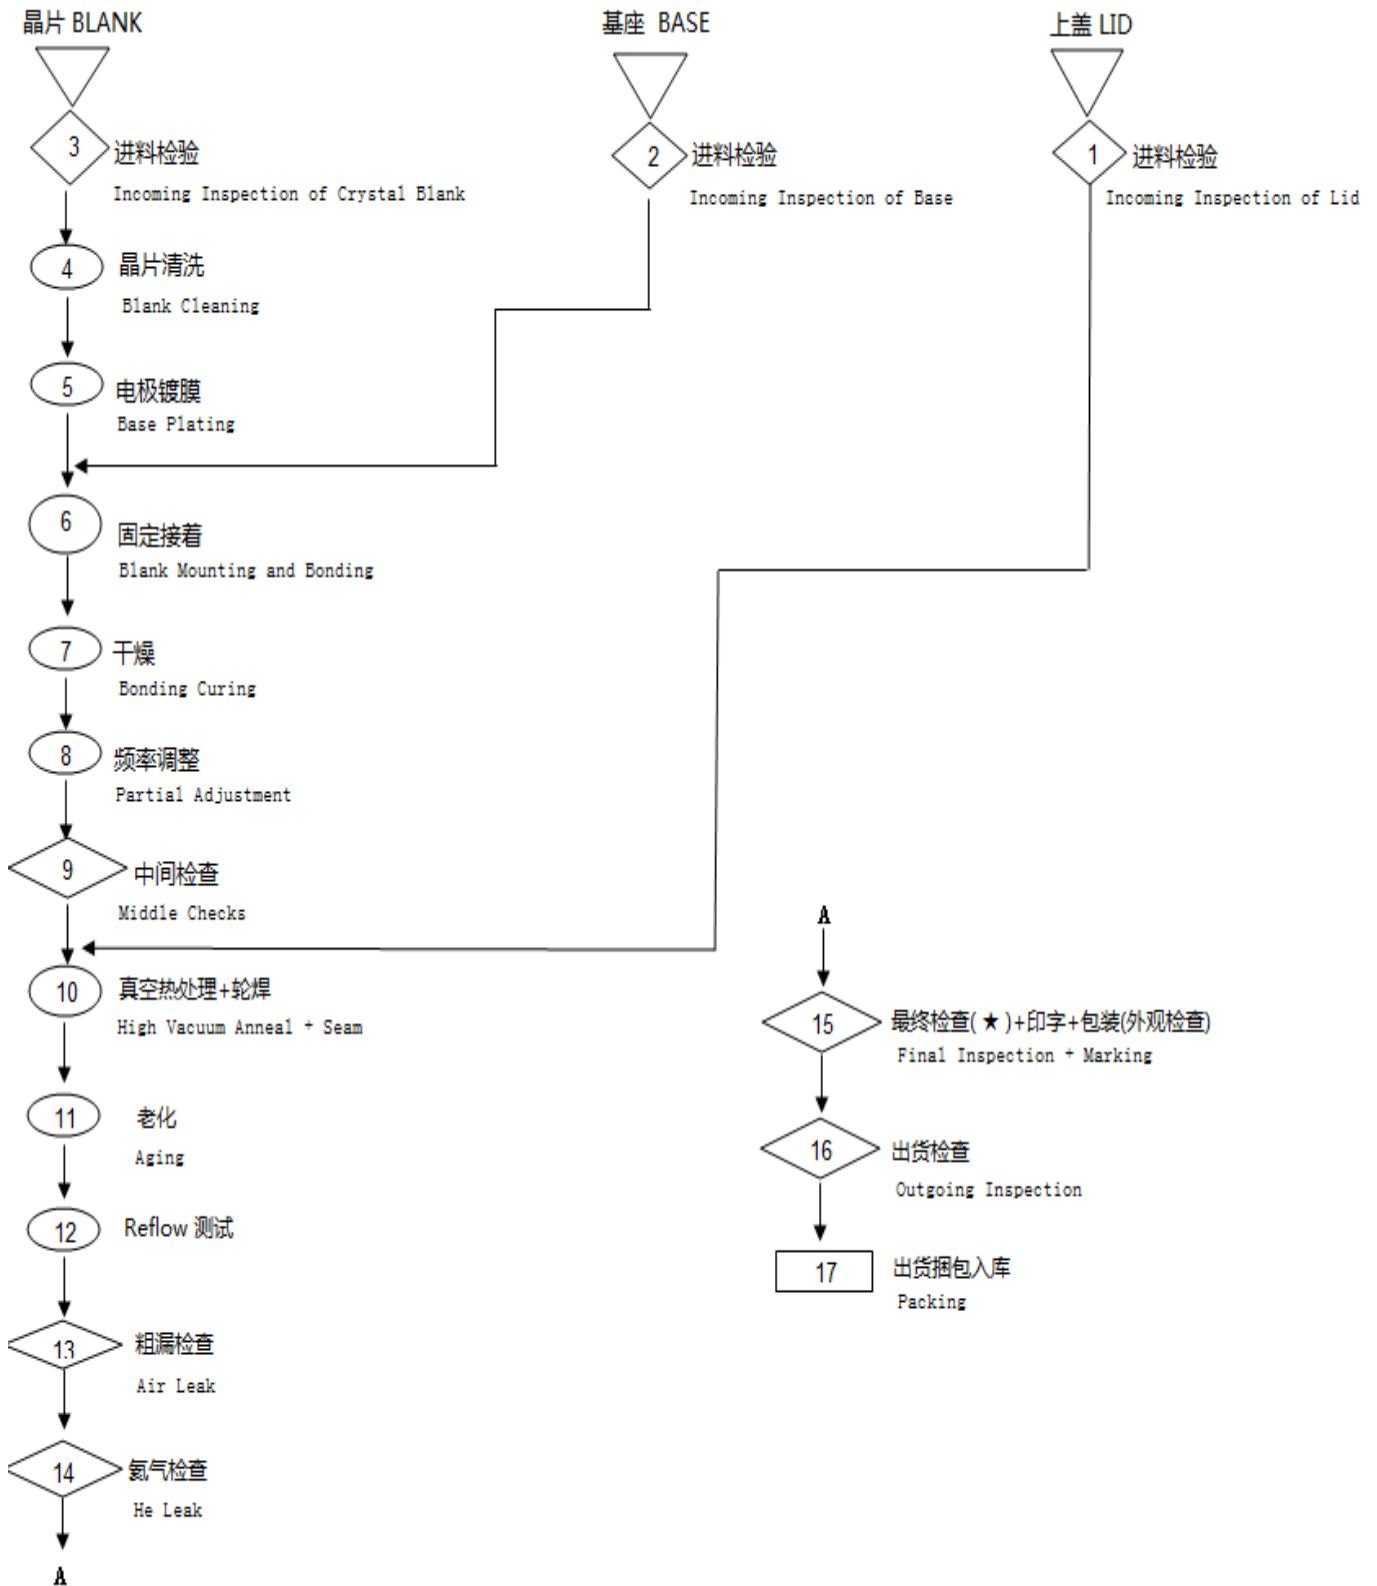 晶片 BLANK
基座 BASE
上盖 LID
3
进料检验
Incoming Inspection of Crystal Blank
2
进料检验
Incoming Inspection of Base
1
进料检验
Incoming Inspection of Lid
4
晶片清洗
Blank Cleaning
5
电极镀膜
Base Plating
6
固定接着
Blank Mounting and Bonding
7
干燥
Bonding Curing
8
频率调整
Partial Adjustment
9
中间检查
Middle Checks
10
真空热处理+轮焊
High Vacuum Anneal + Seam
11
老化
Aging
12
Reflow 测试
13
粗漏检查
Air Leak
14
氦气检查
He Leak
A
A
15
最终检查(★)+印字+包装(外观检查)
Final Inspection + Marking
16
出货检查
Outgoing Inspection
17
出货捆包入库
Packing